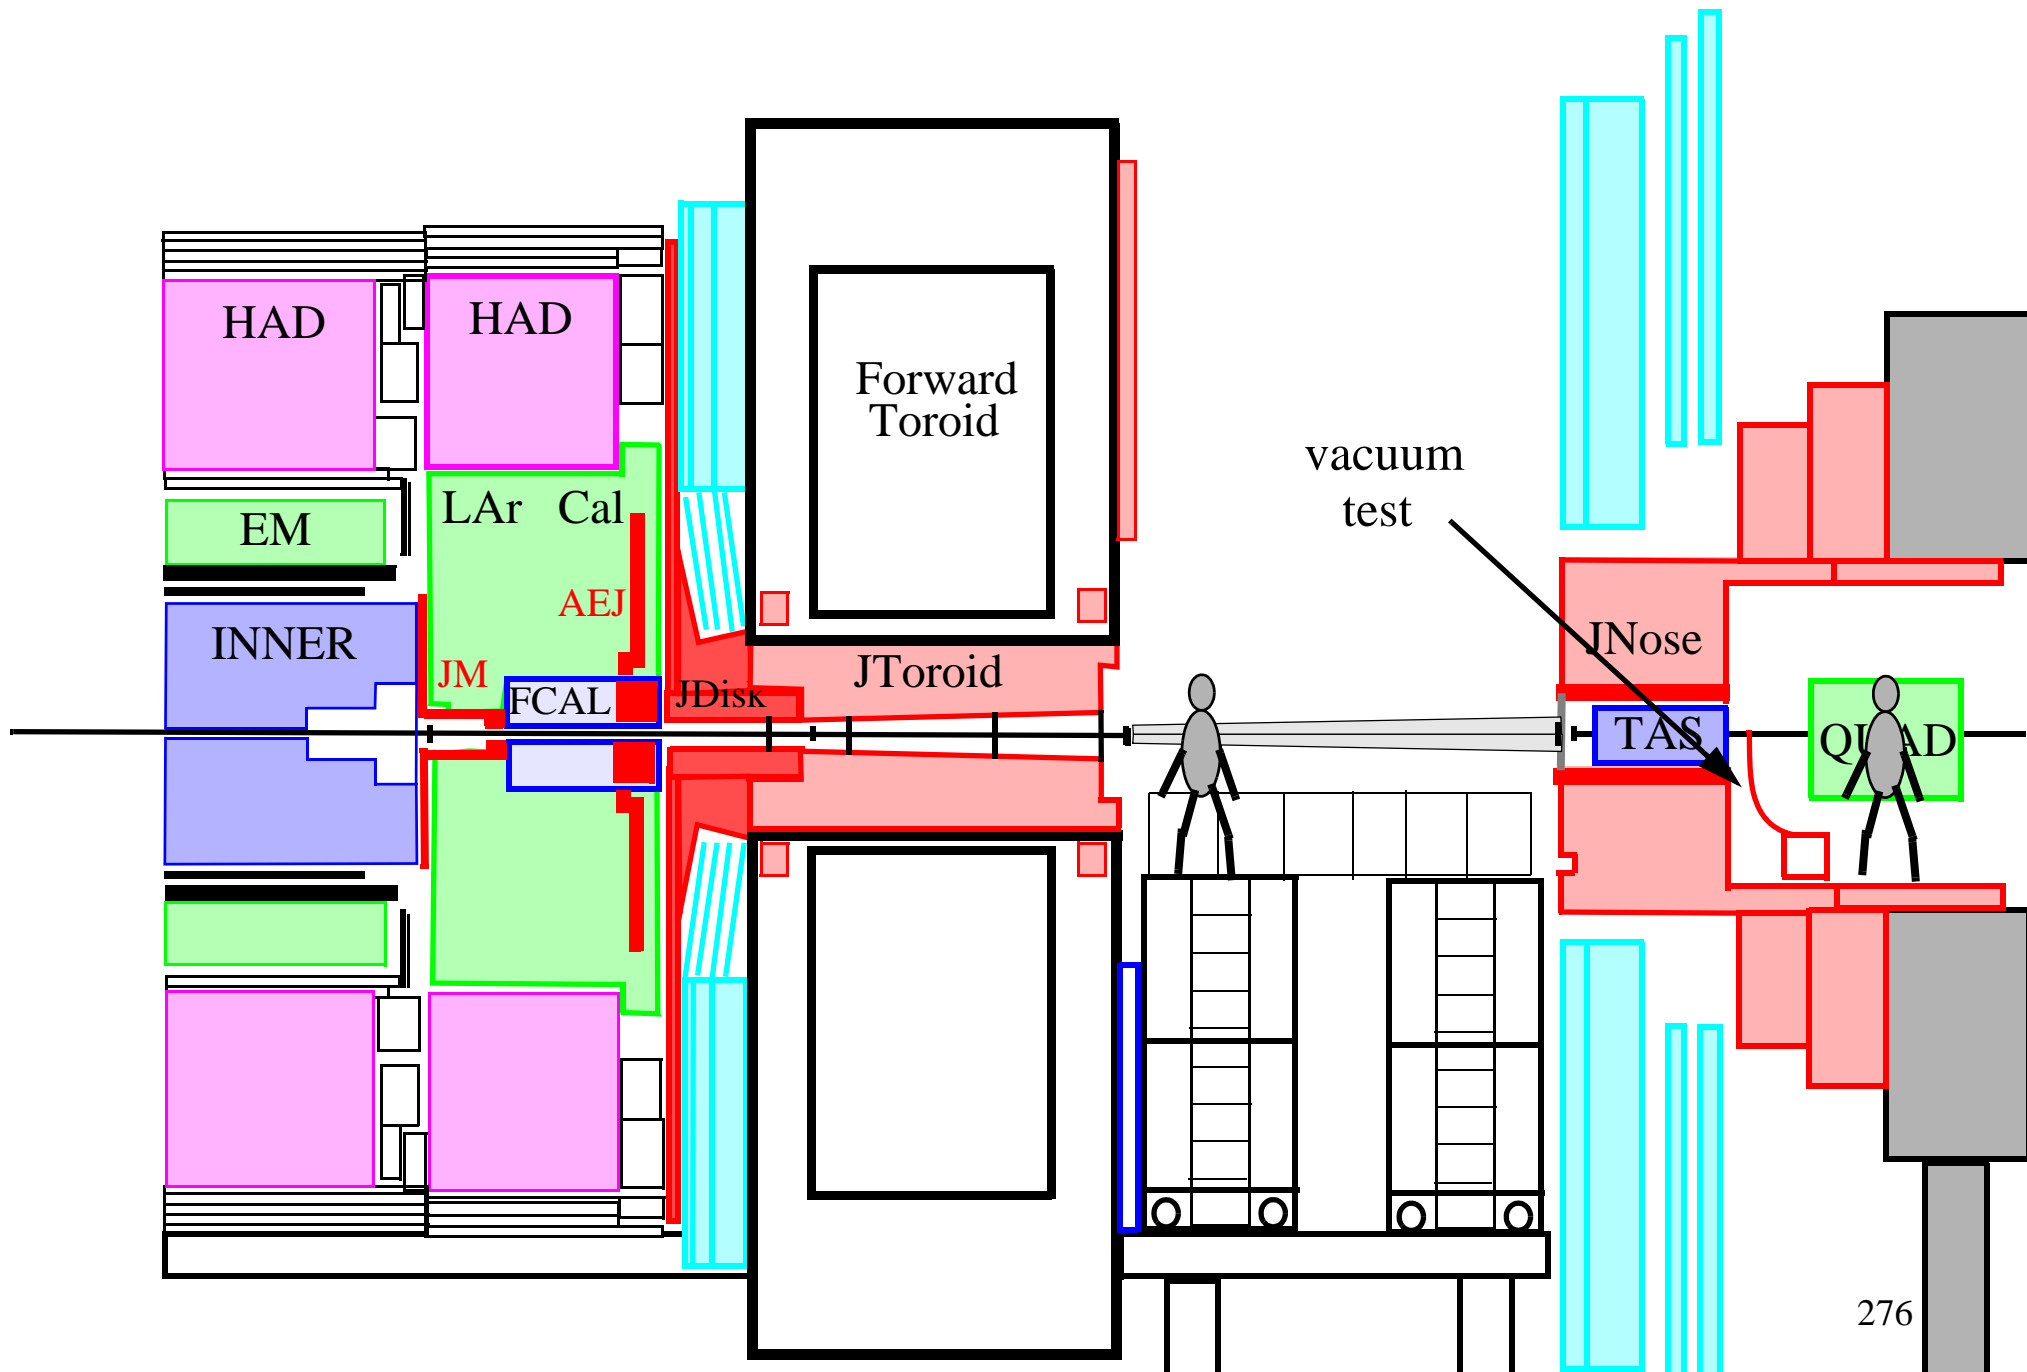 HAD
HAD
Forward
Toroid
vacuum
test
LAr Cal
EM
AEJ
INNER
JNose
JM
FCAL
JDisk
JToroid
TAS
QUAD
276